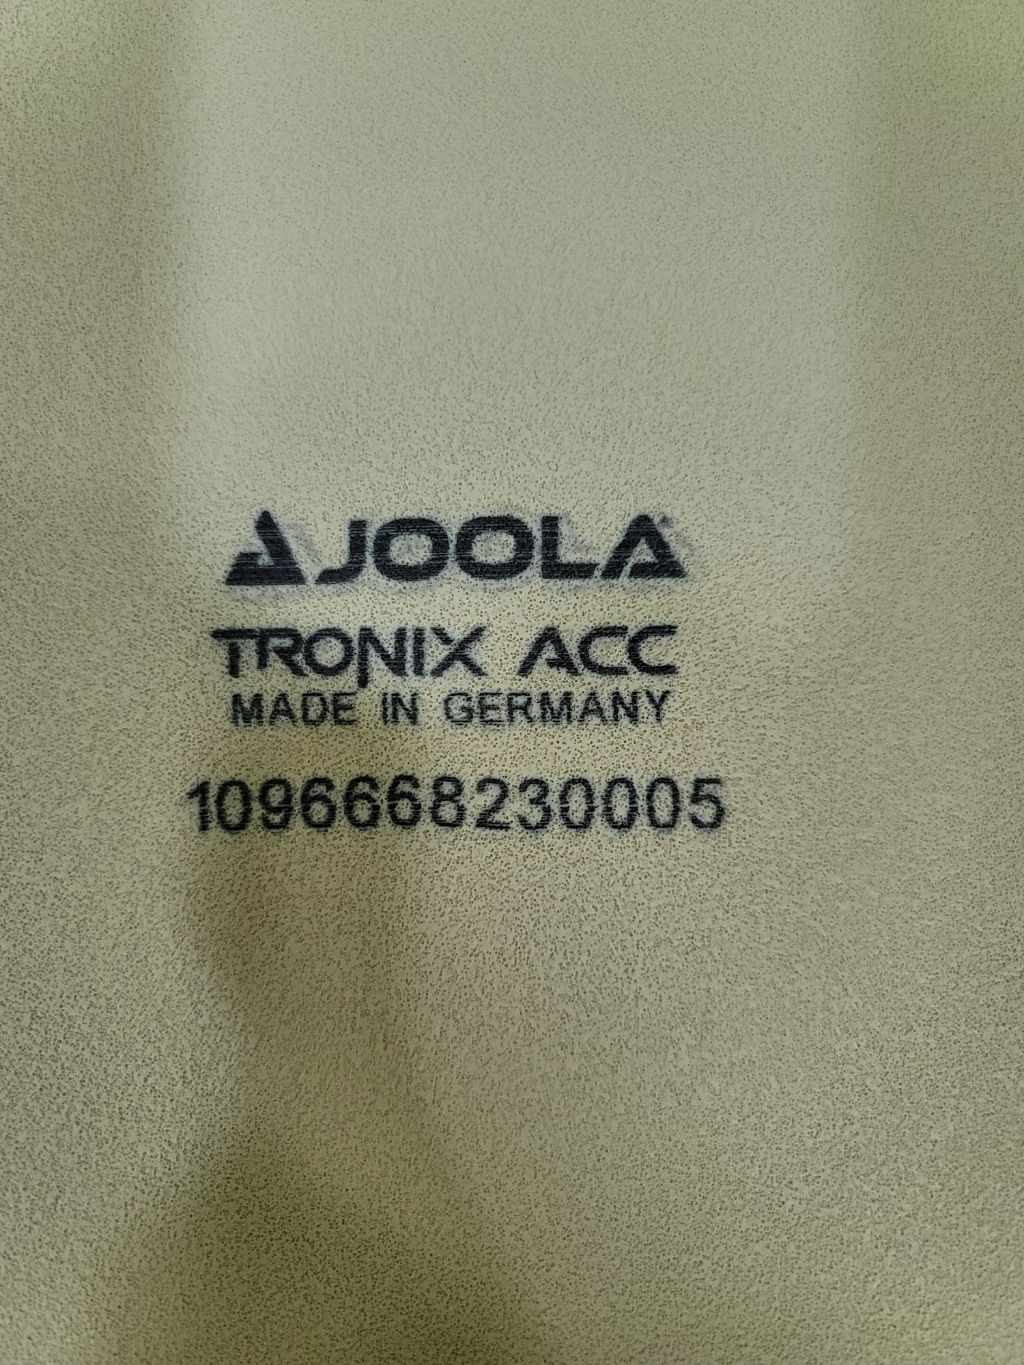 JOOLA
TRONIX ACC
MADE IN GERMANY
1096668230005